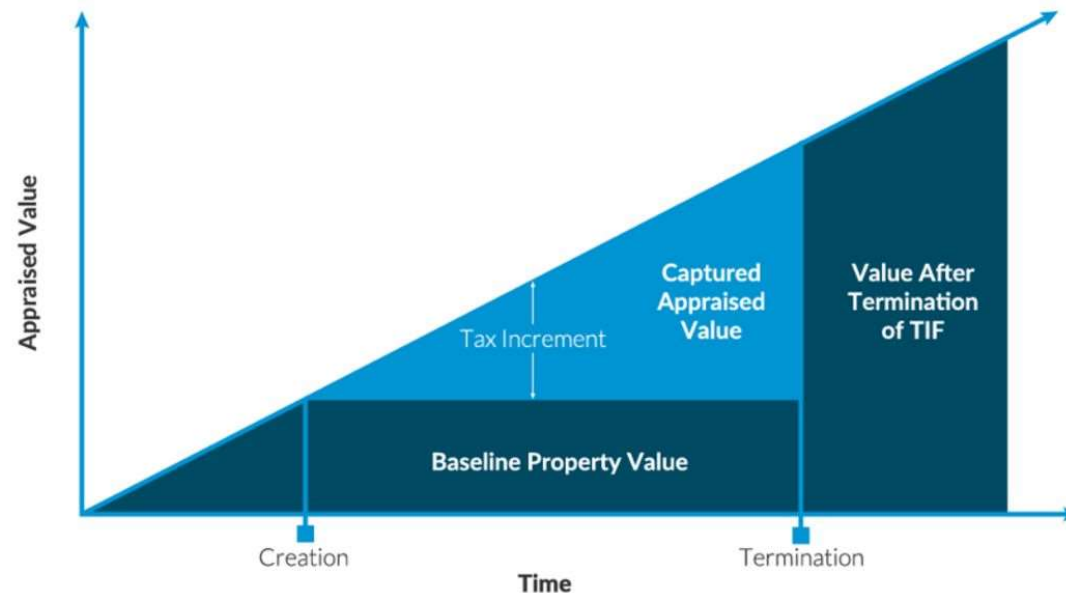 Appraised Value
Captured
Appraised
Value
Value After
Termination
of TIF
Tax Increment
Baseline Property Value
Creation
Termination
Time